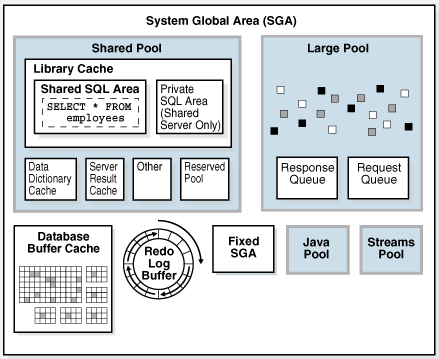 System Global Area (SGA)
Shared Pool
Library Cache
Shared SQL Area
SELECT * FROM
employees
Private
SQL Area
(Shared
Server Only)
Data
Dictionary
Cache
Server
Result
Cache
Other
Reserved
Pool
Large Pool
Response
Queue
Request
Queue
Database
Buffer Cache
Redo
Log
Buffer
Fixed
SGA
Java
Pool
Streams
Pool